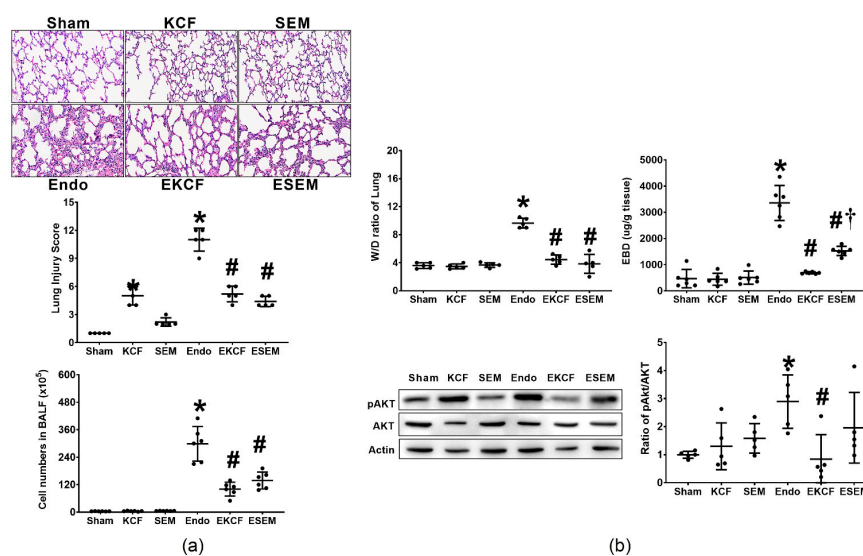 Sham KCF SEM
Endo EKCF ESEM
Lung Injury Score
15
12
9
6
3
0
*
*
#
#
Sham KCF SEM Endo EKCF ESEM
Cell numbers in BALF (x10⁵)
600
480
360
240
120
0
*
#
#
Sham KCF SEM Endo EKCF ESEM
(a)
W/D ratio of Lung
20
16
12
8
4
0
*
#
#
Sham KCF SEM Endo EKCF ESEM
EBD (ug/g tissue)
6000
5000
4000
3000
2000
1000
0
*
#
#†
Sham KCF SEM Endo EKCF ESEM
Sham KCF SEM Endo EKCF ESEM
pAKT
AKT
Actin
Ratio of pAkt/AKT
5
4
3
2
1
0
*
#
Sham KCF SEM Endo EKCF ESEM
(b)